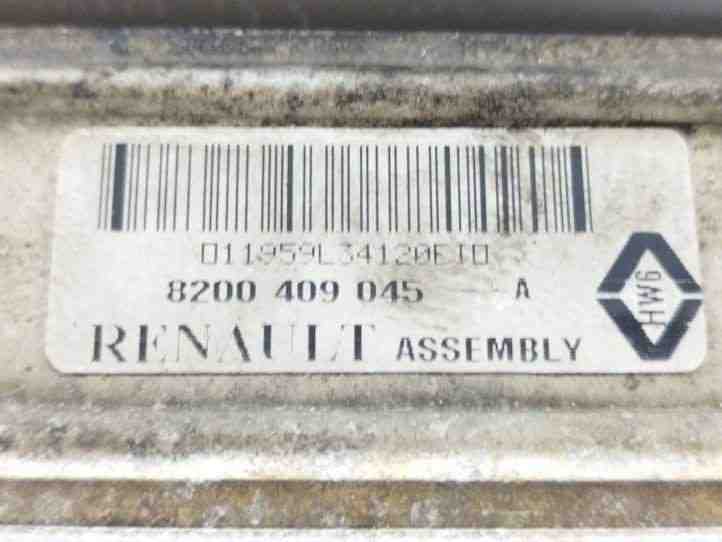 011959L34120EI0
8200 409 045 A
RENAULT ASSEMBLY
HW6